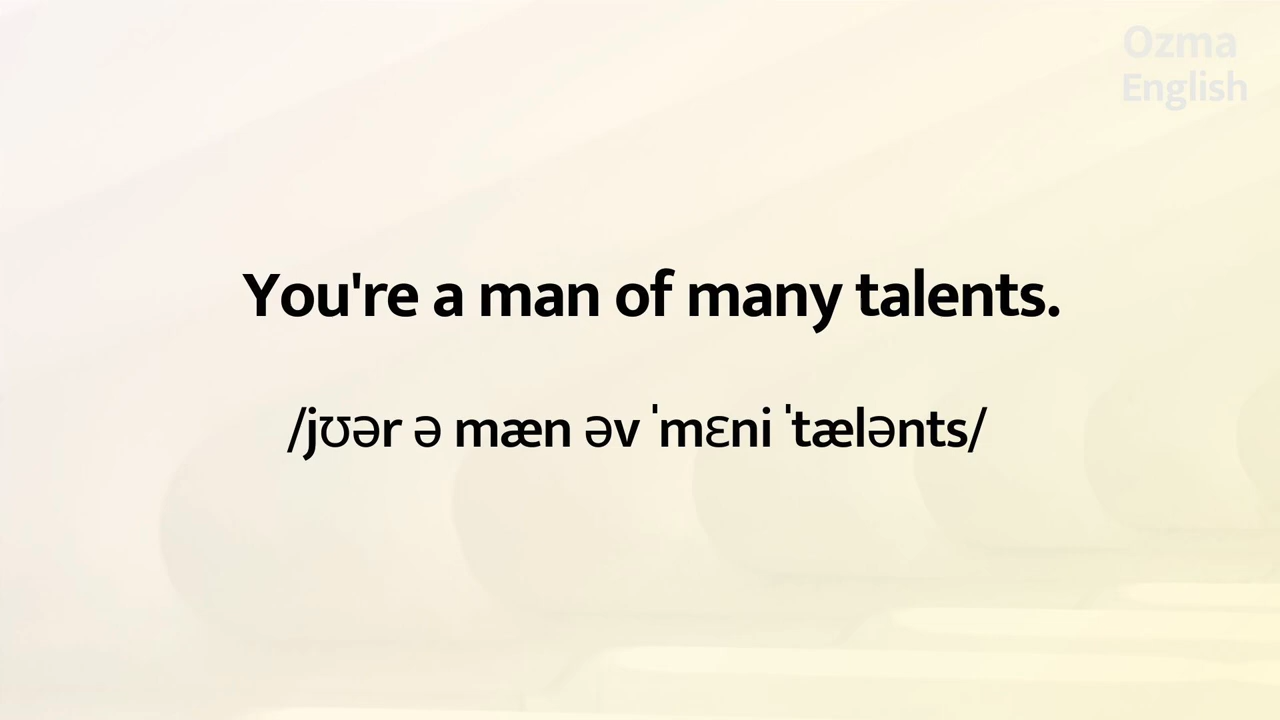 Ozma
English
You're a man of many talents.
/jʊər ə mæn əv ˈmɛni ˈtælənts/